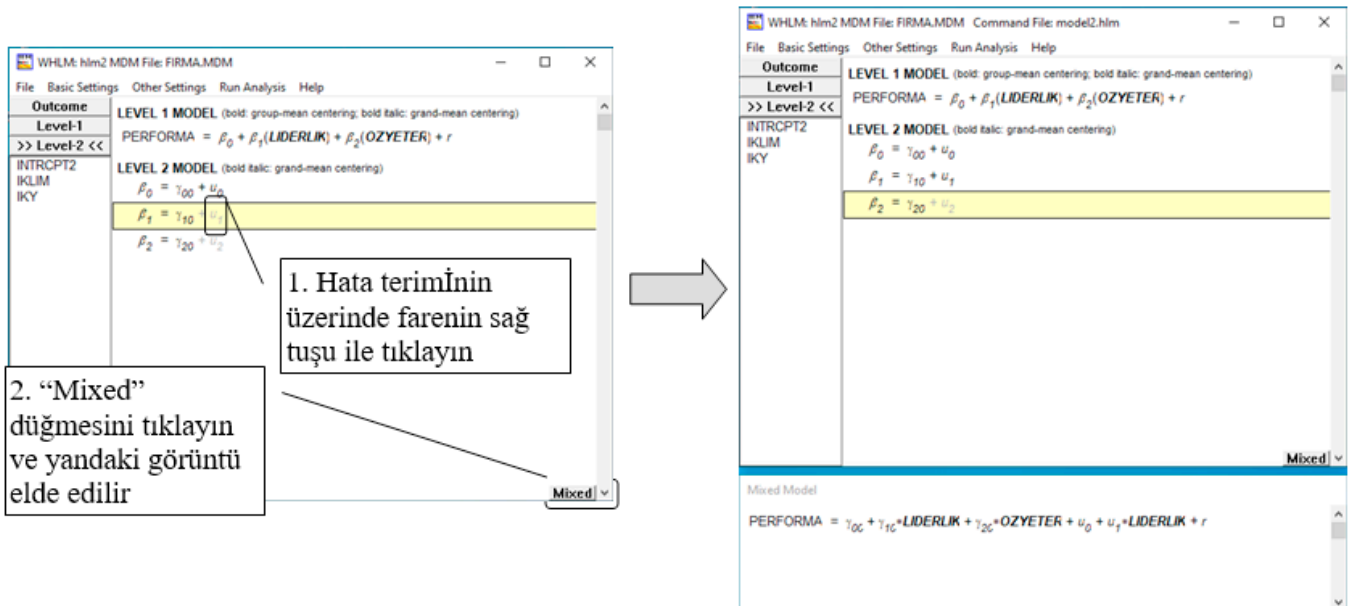 WHLM: hlm2 MDM File: FIRMA.MDM
File Basic Settings Other Settings Run Analysis Help
Outcome
Level-1
>> Level-2 <<
INTRCPT2
IKLIM
IKY
LEVEL 1 MODEL (bold: group-mean centering; bold italic: grand-mean centering)
PERFORMA = β₀ + β₁(LIDERLIK) + β₂(OZYETER) + r
LEVEL 2 MODEL (bold italic: grand-mean centering)
β₀ = γ₀₀ + u₀
β₁ = γ₁₀ + u₁
β₂ = γ₂₀ + u₂
1. Hata terimİnin
üzerinde farenin sağ
tuşu ile tıklayın
2. “Mixed”
düğmesini tıklayın
ve yandaki görüntü
elde edilir
Mixed
WHLM: hlm2 MDM File: FIRMA.MDM Command File: model2.hlm
File Basic Settings Other Settings Run Analysis Help
Outcome
Level-1
>> Level-2 <<
INTRCPT2
IKLIM
IKY
LEVEL 1 MODEL (bold: group-mean centering; bold italic: grand-mean centering)
PERFORMA = β₀ + β₁(LIDERLIK) + β₂(OZYETER) + r
LEVEL 2 MODEL (bold italic: grand-mean centering)
β₀ = γ₀₀ + u₀
β₁ = γ₁₀ + u₁
β₂ = γ₂₀ + u₂
Mixed
Mixed Model
PERFORMA = γ₀₀ + γ₁₀*LIDERLIK + γ₂₀*OZYETER + u₀ + u₁*LIDERLIK + r